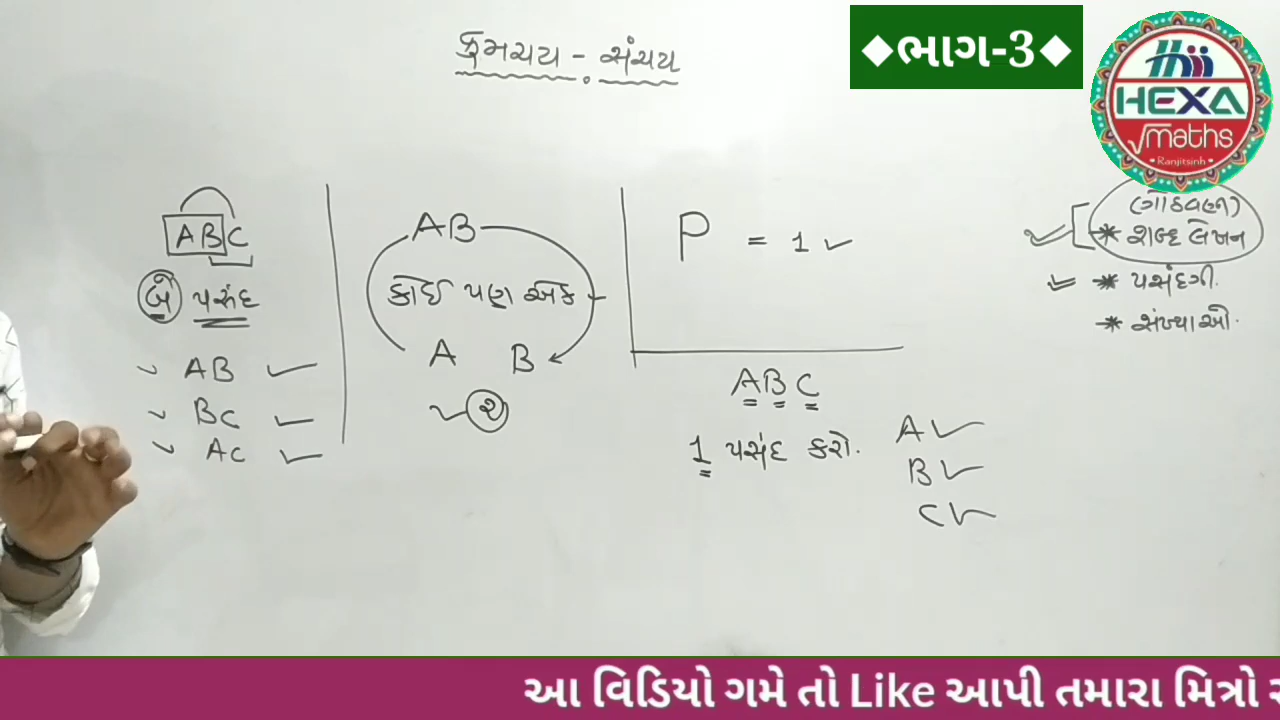 ક્રમચય - સંચય
◆ભાગ-3◆
HEXA
maths
Ranjitsinh
ABC
બે પસંદ
AB
BC
AC
AB
કોઈ પણ એક
A B
૨
P = 1
ABC
1 પસંદ કરો.
A
B
C
(ગોઠવણ)
* શબ્દ લેખન
* પસંદગી.
* સંખ્યાઓ.
આ વિડિયો ગમે તો Like આપી તમારા મિત્રો